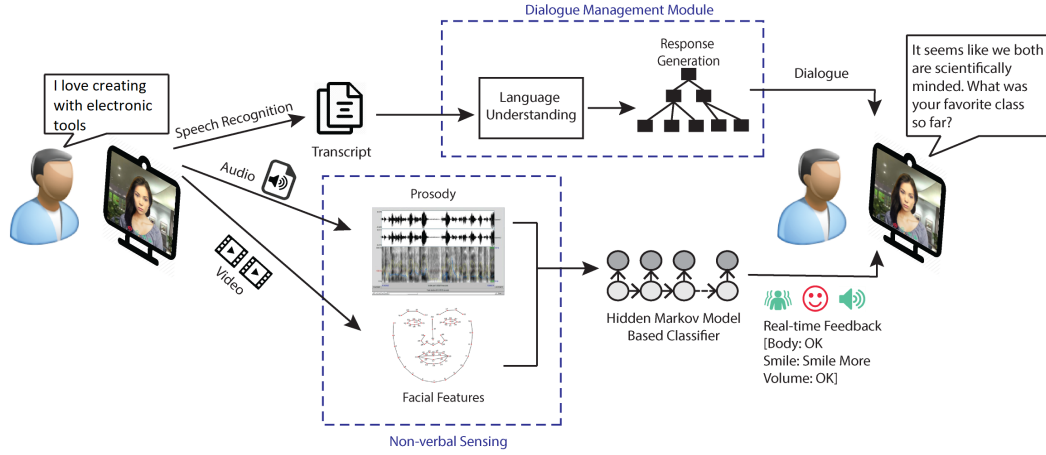 Dialogue Management Module
I love creating
with electronic
tools
Speech Recognition
Transcript
Language
Understanding
Response
Generation
Dialogue
It seems like we both
are scientifically
minded. What was
your favorite class
so far?
Audio
Video
Prosody
Facial Features
Non-verbal Sensing
Hidden Markov Model
Based Classifier
Real-time Feedback
[Body: OK
Smile: Smile More
Volume: OK]